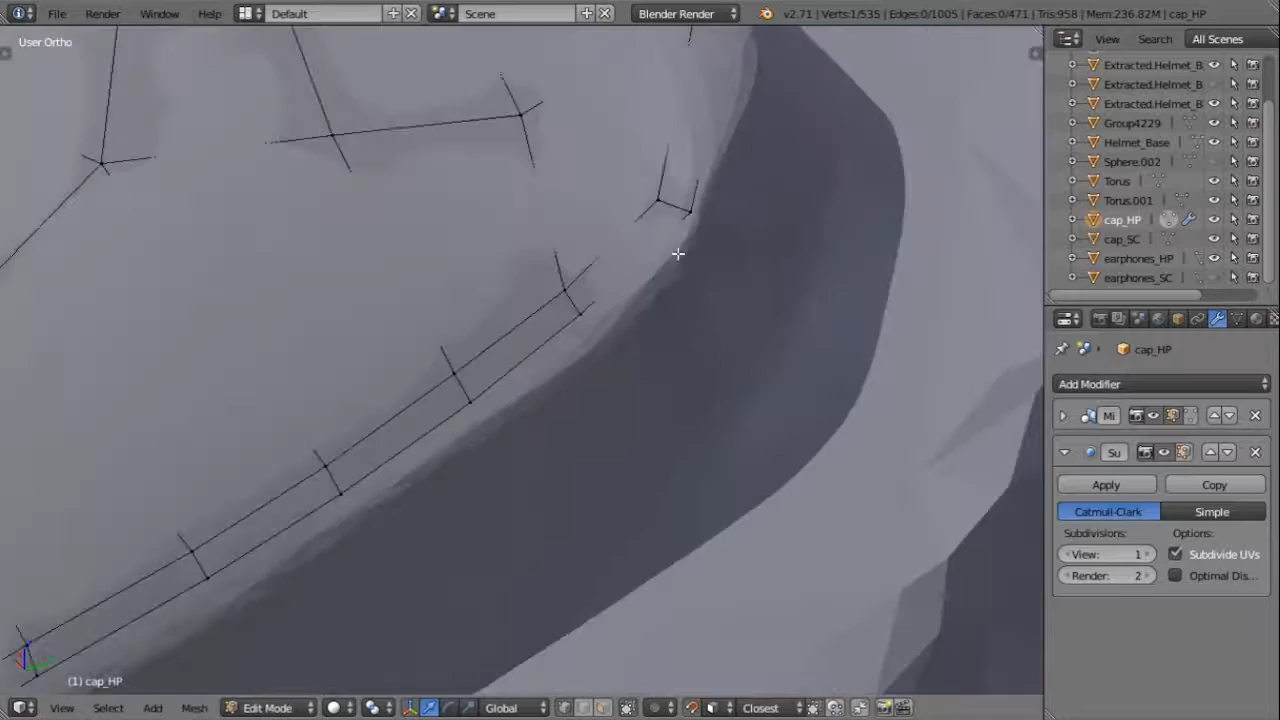 File Render Window Help Default Scene Blender Render v2.71 | Verts:1/535 | Edges:0/1005 | Faces:0/471 | Tris:958 | Mem:236.82M | cap_HP
User Ortho
View Search All Scenes
Extracted.Helmet_B
Extracted.Helmet_B
Extracted.Helmet_B
Group4229
Helmet_Base
Sphere.002
Torus
Torus.001
cap_HP
cap_SC
earphones_HP
earphones_SC
cap_HP
Add Modifier
Mi
Su
Apply Copy
Catmull-Clark Simple
Subdivisions: Options:
View: 1 Subdivide UVs
Render: 2 Optimal Dis...
(1) cap_HP
View Select Add Mesh Edit Mode Global Closest